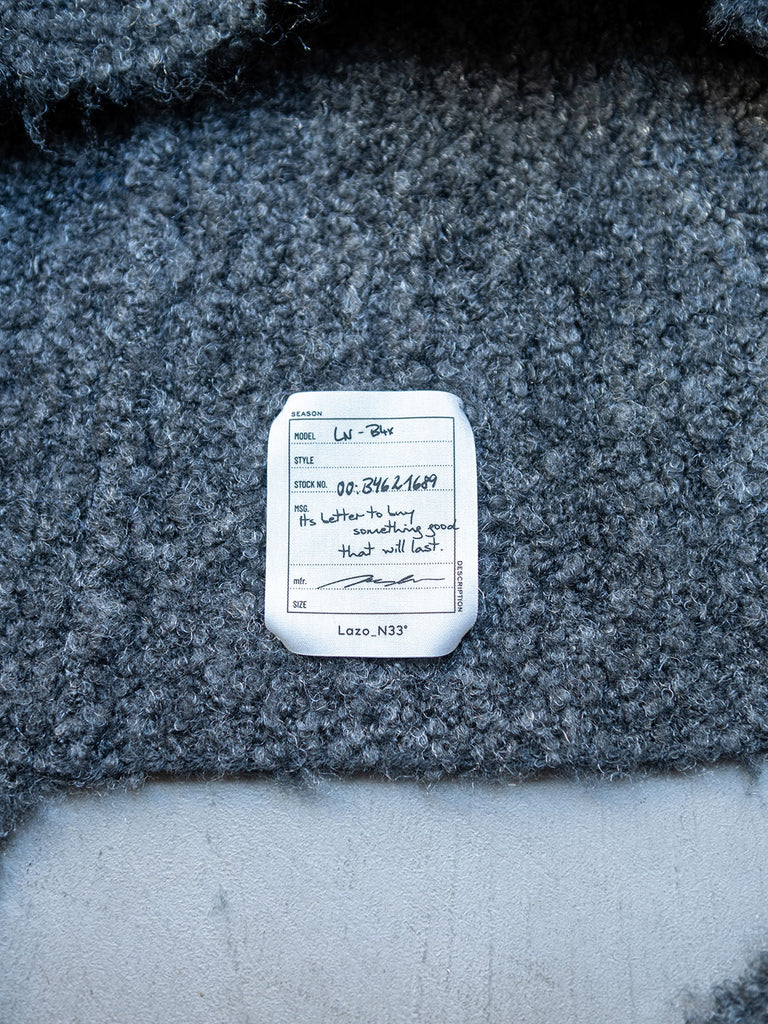 SEASON
MODEL LN-B4x
STYLE
STOCK NO. 00:B4621689
MSG.
Its better to buy
something good
that will last.
mfr.
SIZE
DESCRIPTION
Lazo_N33°